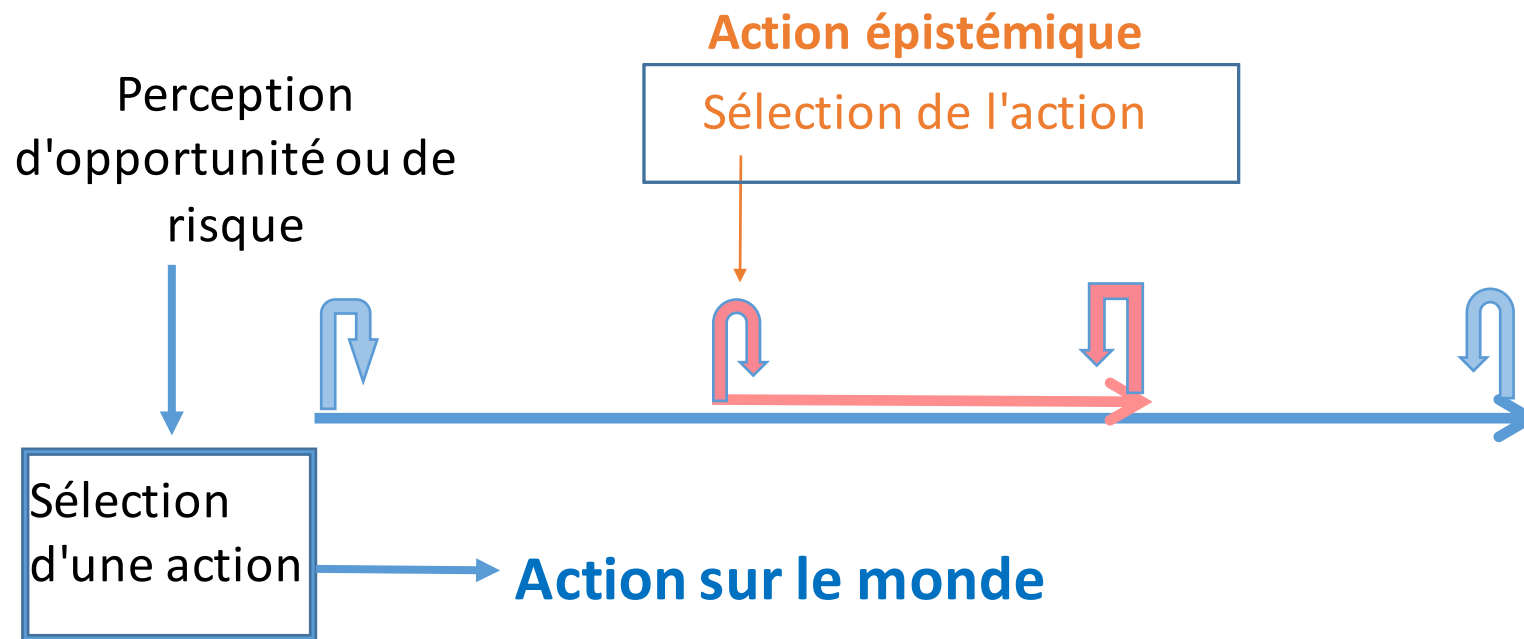 Action épistémique
Perception
d'opportunité ou de
risque
Sélection de l'action
Sélection
d'une action
Action sur le monde